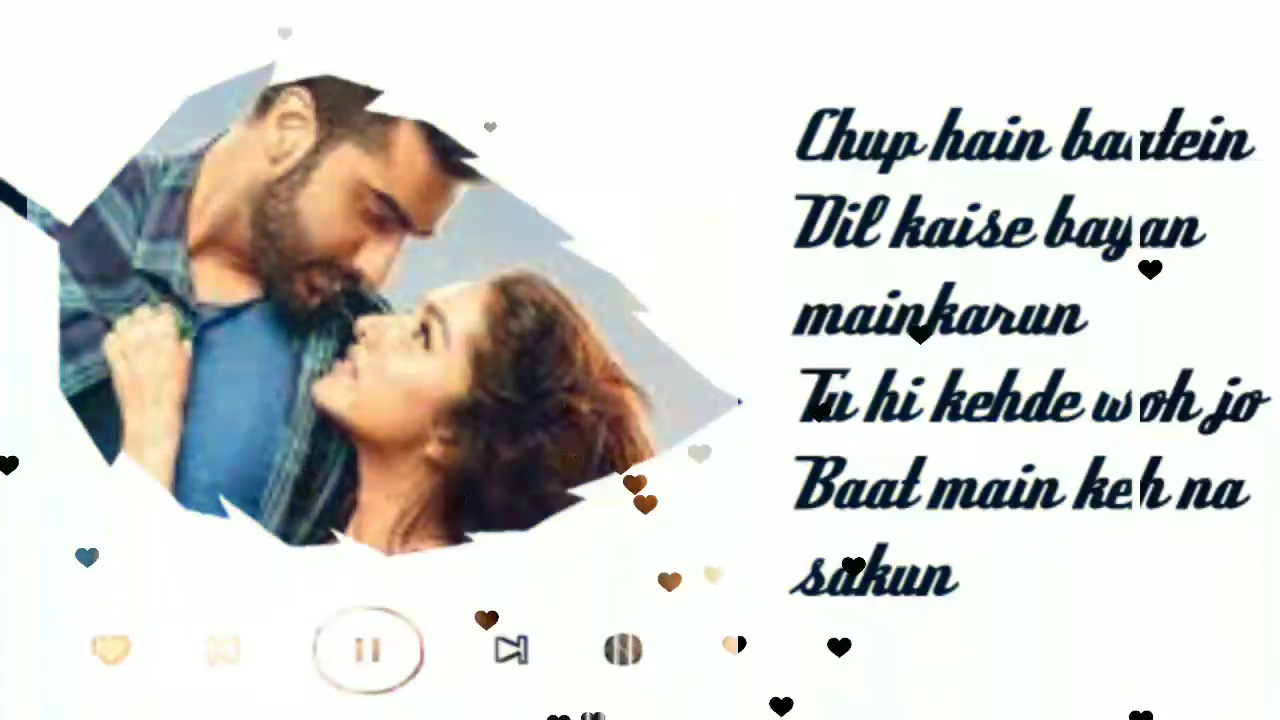 Chup hain baatein
Dil kaise bayan
mainkarun
Tu hi kehde woh jo
Baat main keh na
sakun